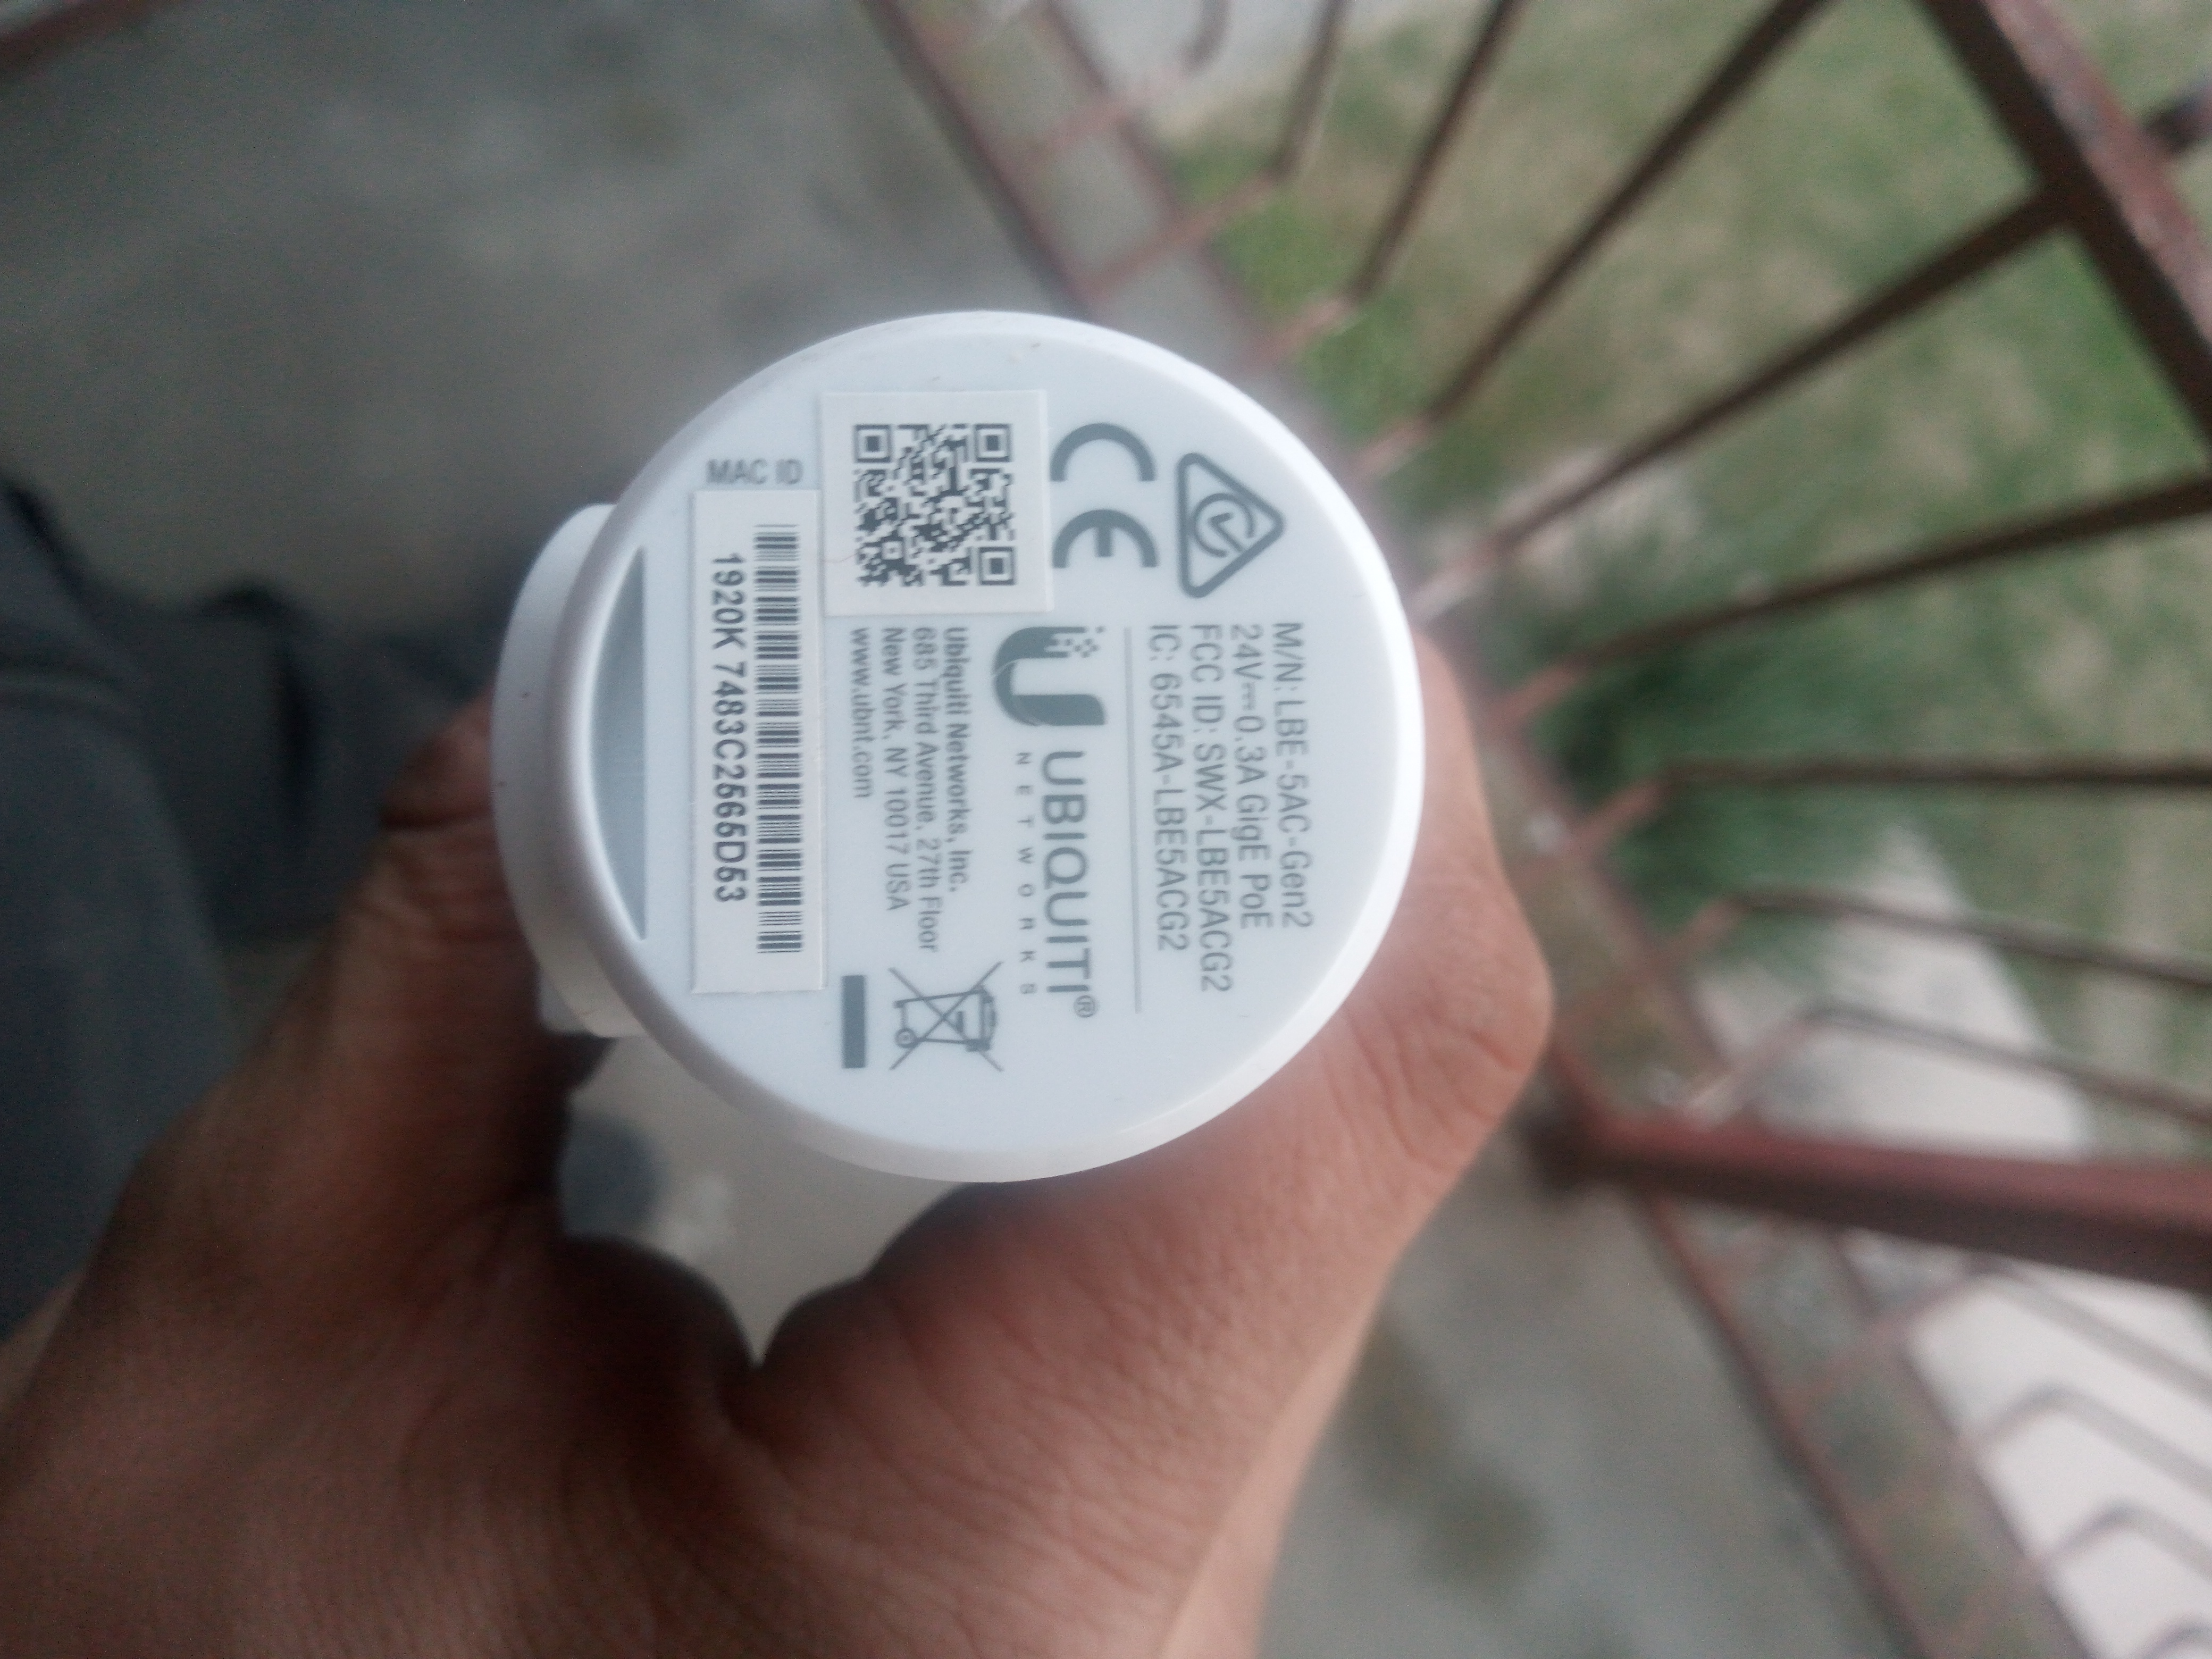 M/N: LBE-5AC-Gen2
24V⎓0.3A GigE PoE
FCC ID: SWX-LBE5ACG2
IC: 6545A-LBE5ACG2
CE
UBIQUITI®
NETWORKS
Ubiquiti Networks, Inc.
685 Third Avenue, 27th Floor
New York, NY 10017 USA
www.ubnt.com
MAC ID
1920K 7483C2565D53